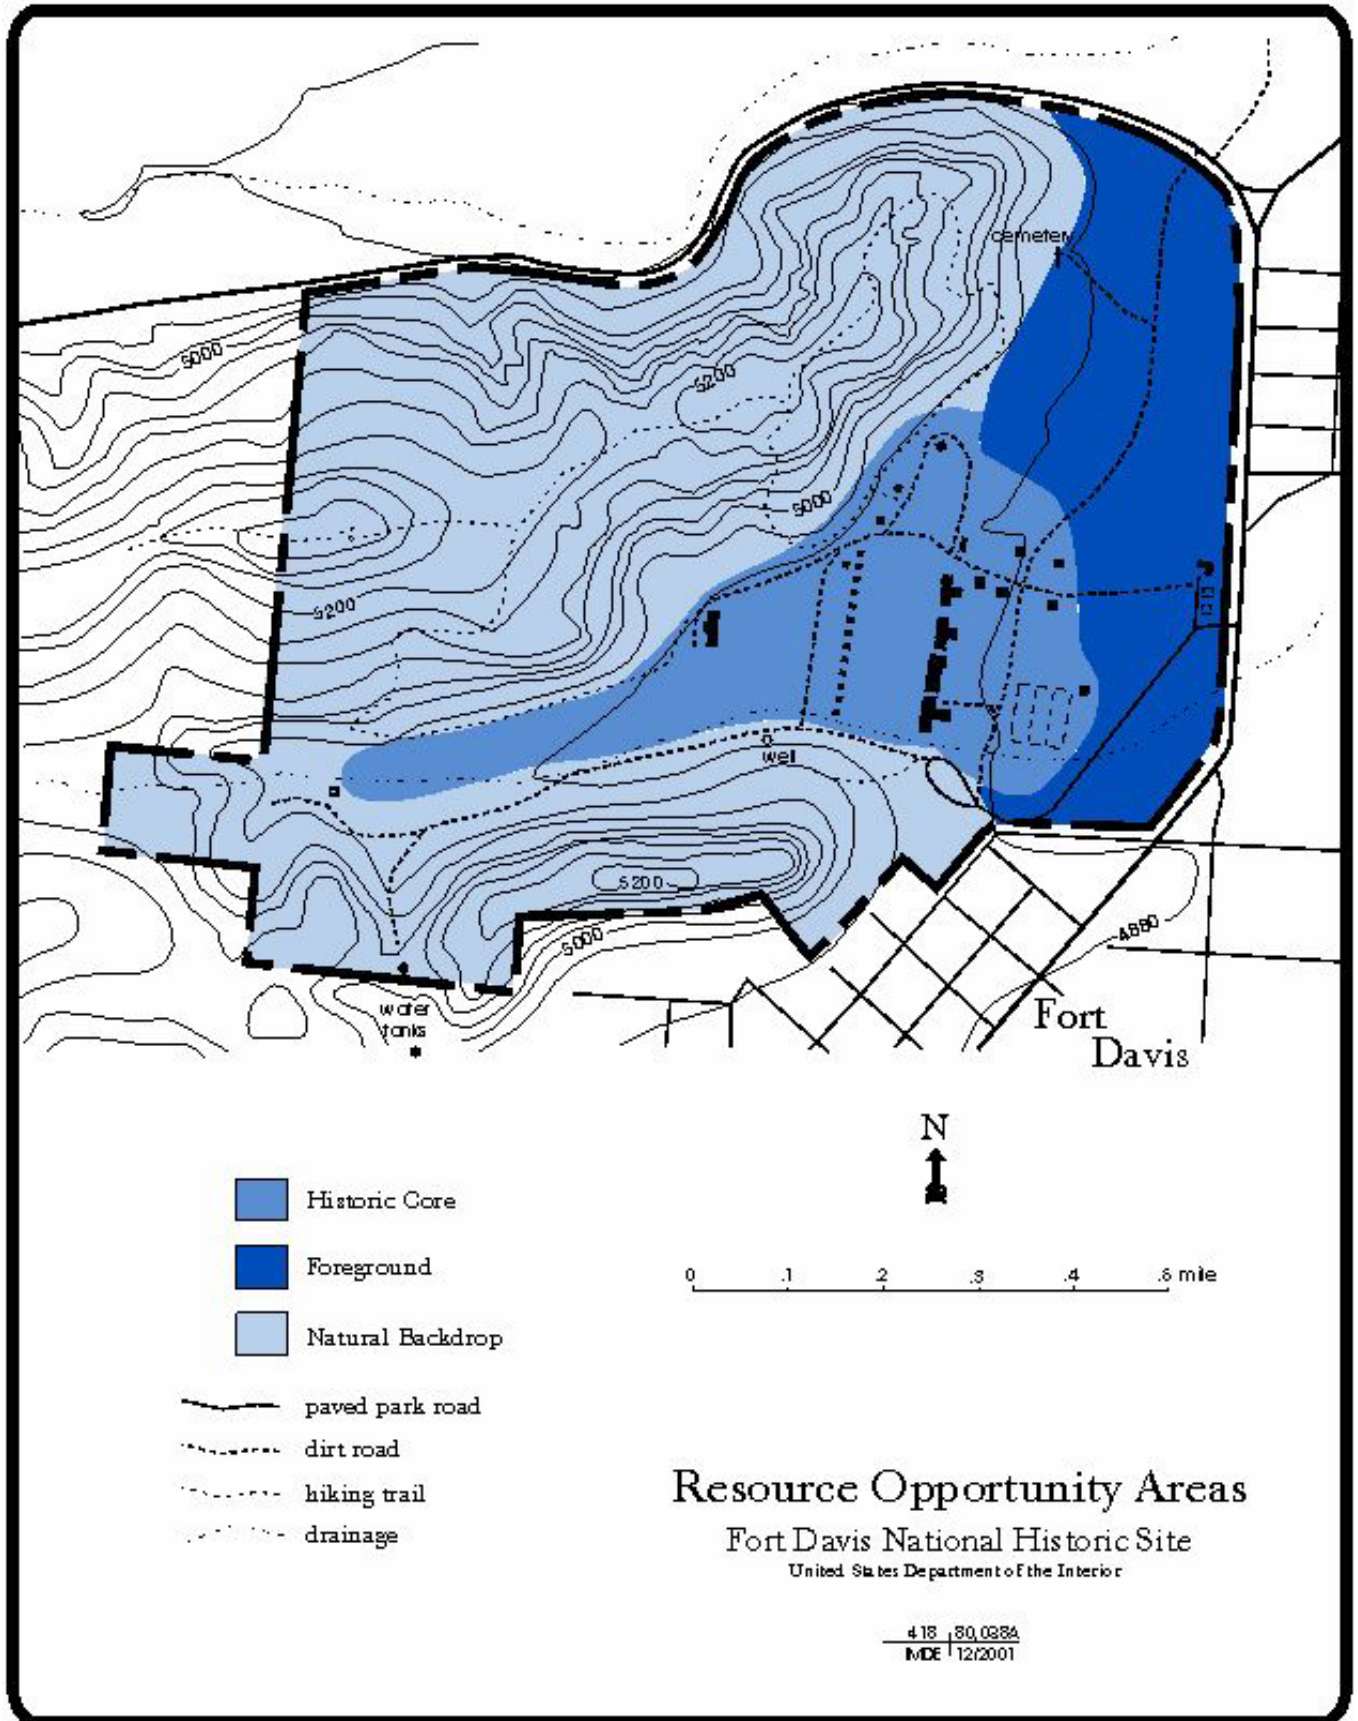 cemetery
5000
5200
5000
5200
well
5200
5000
4880
water
tanks
Fort
Davis
N
Historic Core
Foreground
Natural Backdrop
0 .1 .2 .3 .4 .5 mile
paved park road
dirt road
hiking trail
drainage
Resource Opportunity Areas
Fort Davis National Historic Site
United States Department of the Interior
418 80,038A
IMDE 12/2001